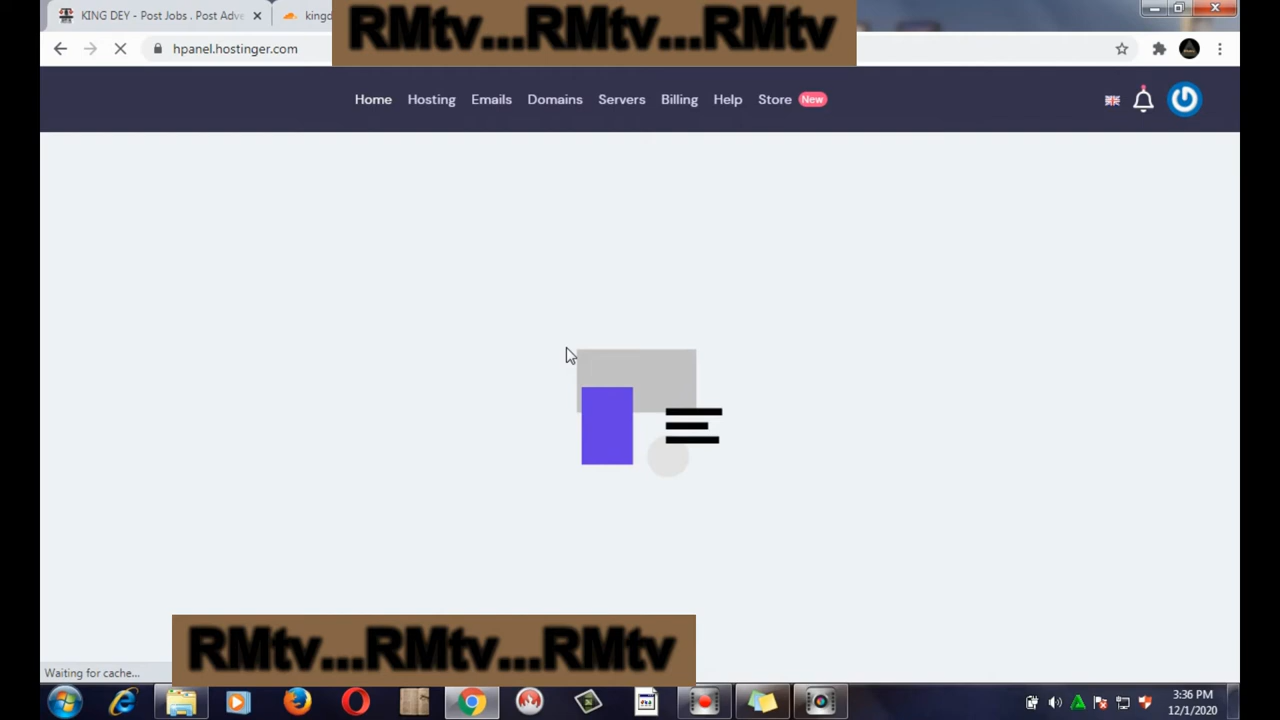 KING DEY - Post Jobs . Post Adve
kingd
RMtv...RMtv...RMtv
hpanel.hostinger.com
Home Hosting Emails Domains Servers Billing Help Store New
RMtv...RMtv...RMtv
Waiting for cache...
3:36 PM
12/1/2020